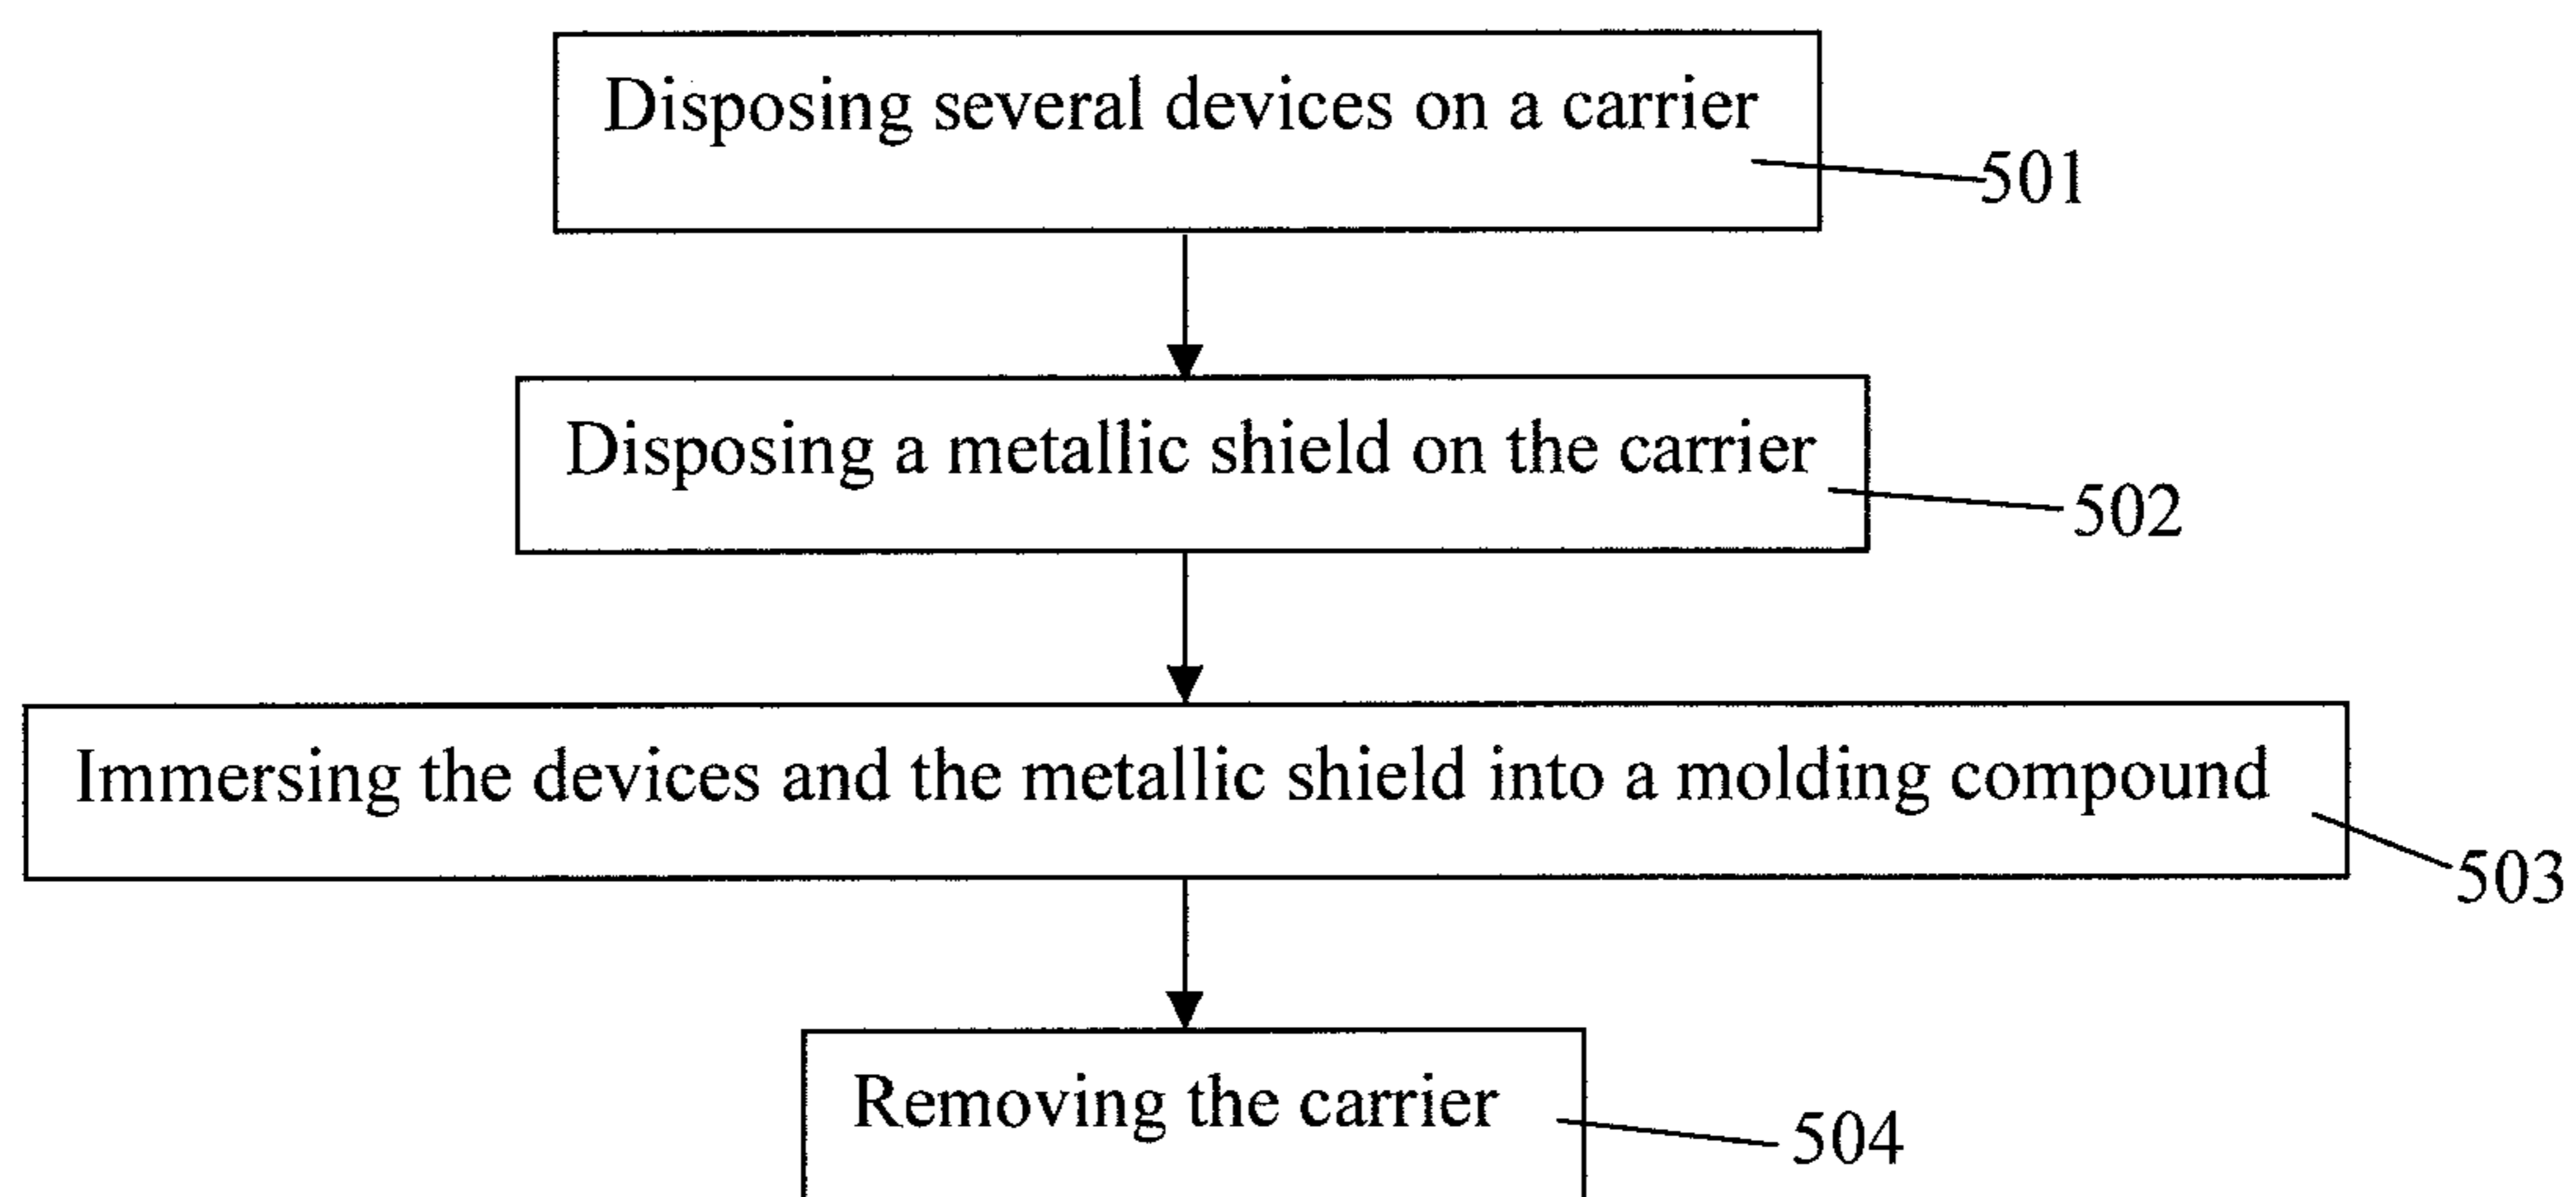 Disposing several devices on a carrier
501
Disposing a metallic shield on the carrier
502
Immersing the devices and the metallic shield into a molding compound
503
Removing the carrier
504